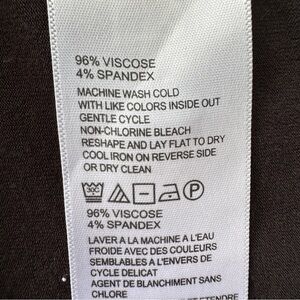 96% VISCOSE
4% SPANDEX
MACHINE WASH COLD
WITH LIKE COLORS INSIDE OUT
GENTLE CYCLE
NON-CHLORINE BLEACH
RESHAPE AND LAY FLAT TO DRY
COOL IRON ON REVERSE SIDE
OR DRY CLEAN
30C
P
96% VISCOSE
4% SPANDEX
LAVER A LA MACHINE A L'EAU
FROIDE AVEC DES COULEURS
SEMBLABLES A L'ENVERS DE
CYCLE DELICAT
AGENT DE BLANCHIMENT SANS
CHLORE